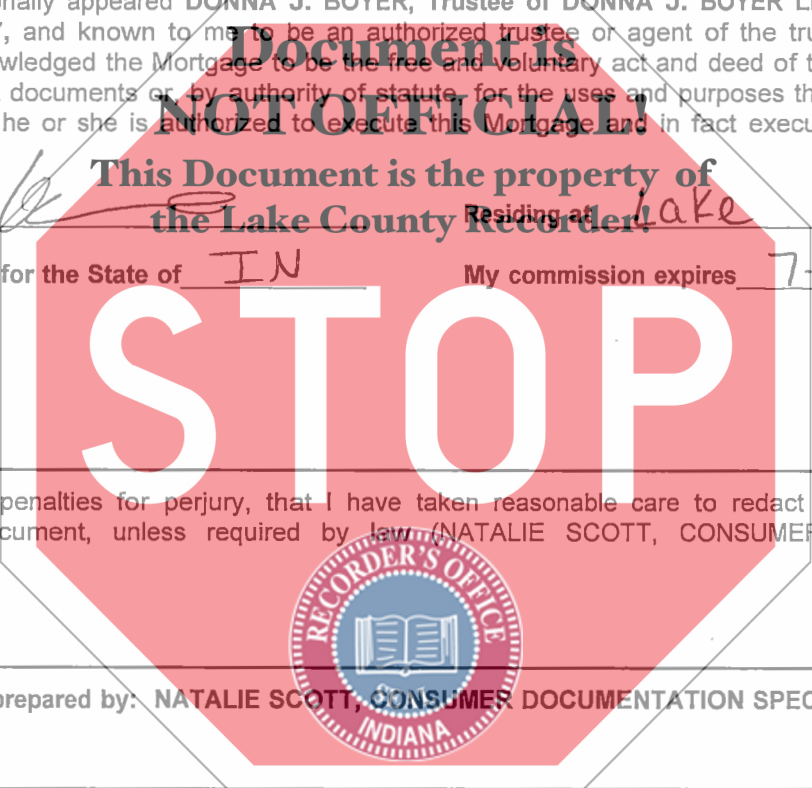 nally appeared DONNA J. BOYER, Trustee of DONNA J. BOYER LI
, and known to me to be an authorized trustee or agent of the tru
wledged the Mortgage to be the free and voluntary act and deed of t
documents or, by authority of statute, for the uses and purposes th
he or she is authorized to execute this Mortgage and in fact execu
Document is
NOT OFFICIAL!
This Document is the property of
the Lake County Recorder!
Residing at Lake
for the State of IN My commission expires 7-
STOP
penalties for perjury, that I have taken reasonable care to redact
cument, unless required by law (NATALIE SCOTT, CONSUMER
RECORDER'S OFFICE
INDIANA
prepared by: NATALIE SCOTT, CONSUMER DOCUMENTATION SPEC